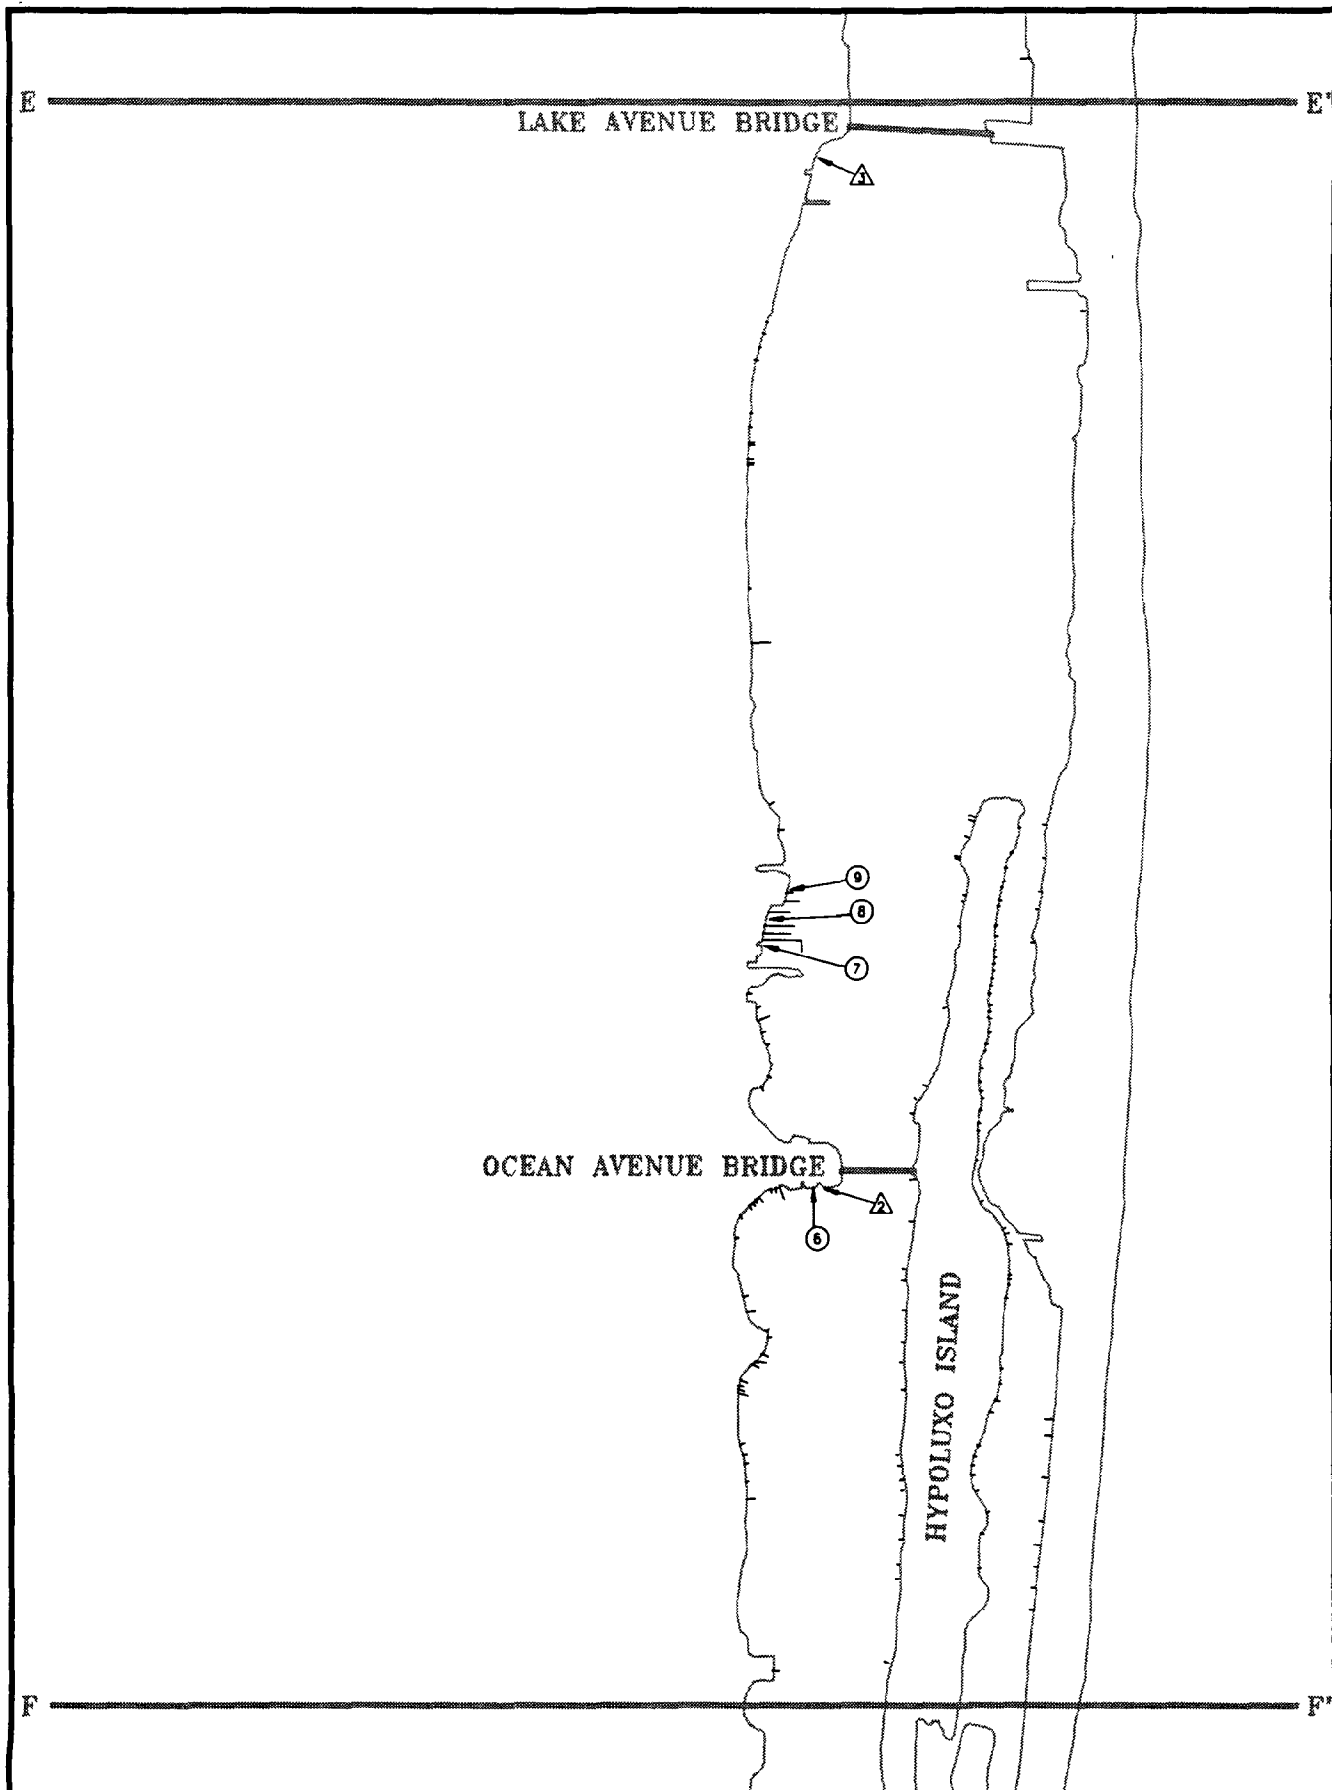 E E'
LAKE AVENUE BRIDGE
3
9
8
7
OCEAN AVENUE BRIDGE
2
6
HYPOLUXO ISLAND
F F'